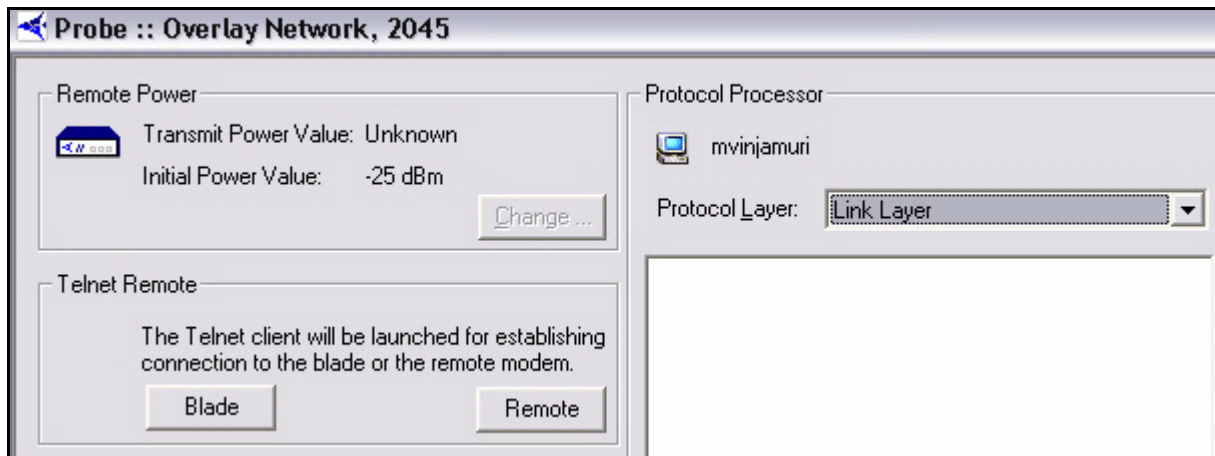 Probe :: Overlay Network, 2045
Remote Power
Transmit Power Value: Unknown
Initial Power Value: -25 dBm
Change ...
Telnet Remote
The Telnet client will be launched for establishing
connection to the blade or the remote modem.
Blade
Remote
Protocol Processor
mvinjamuri
Protocol Layer: Link Layer